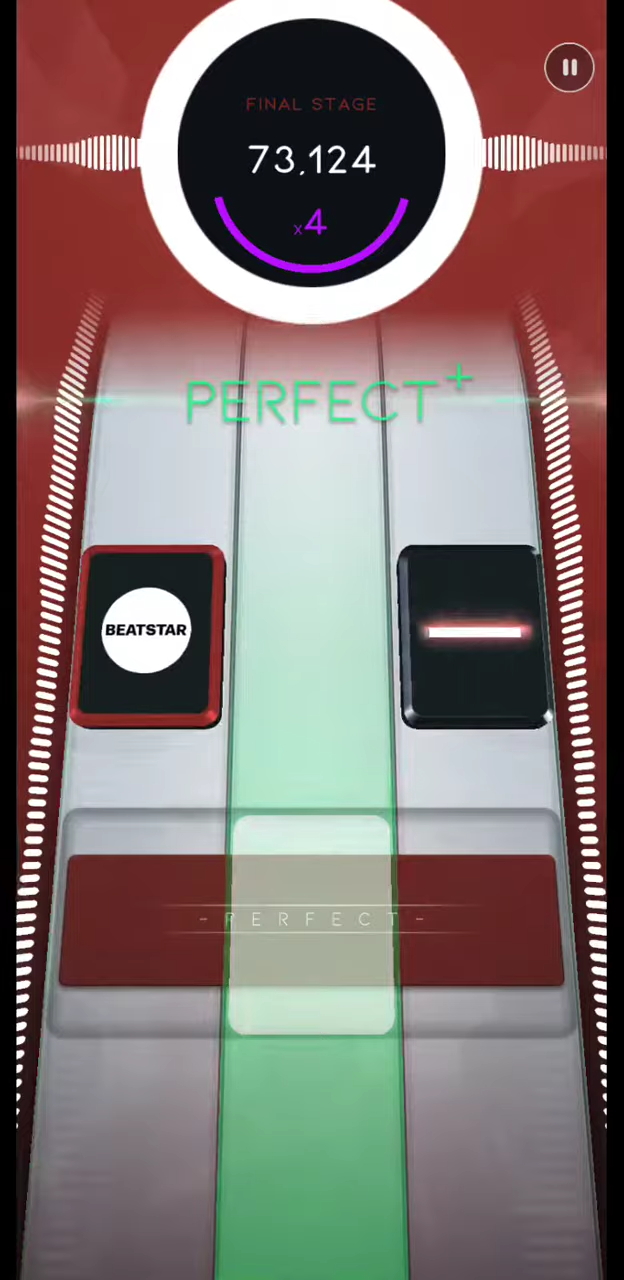 FINAL STAGE
73,124
x4
PERFECT+
BEATSTAR
- PERFECT -